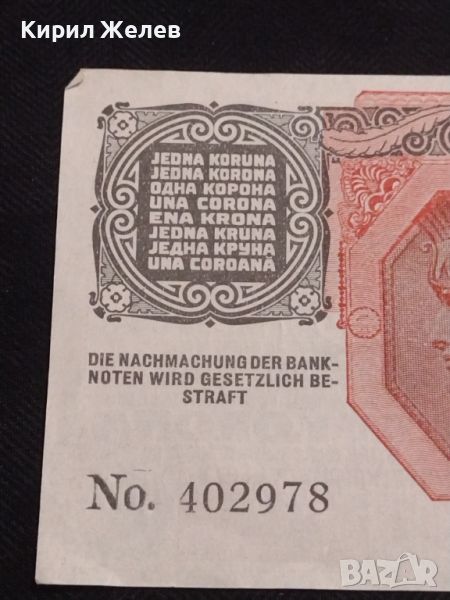 Кирил Желев
JEDNA KORUNA
JEDNA KORONA
ОДНА КОРОНА
UNA CORONA
ENA KRONA
JEDNA KRUNA
ЈЕДНА КРУНА
UNA COROANĂ
DIE NACHMACHUNG DER BANK-
NOTEN WIRD GESETZLICH BE-
STRAFT
No. 402978
BAZAR